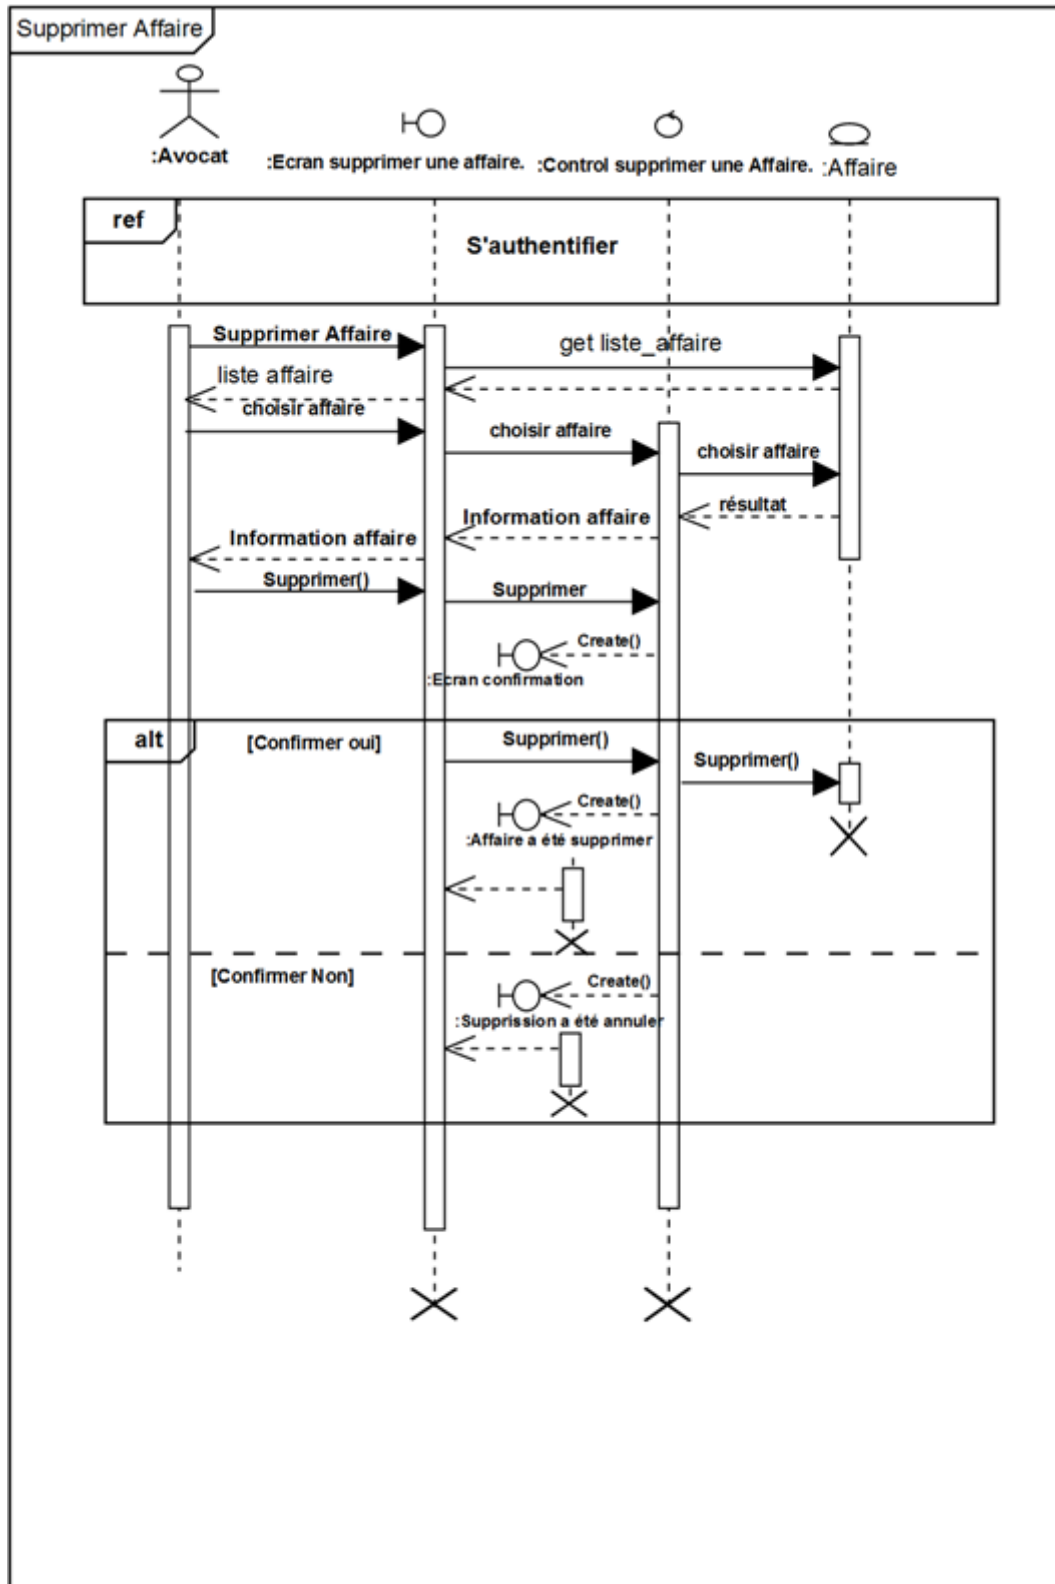 Supprimer Affaire
:Avocat
:Ecran supprimer une affaire.
:Control supprimer une Affaire.
:Affaire
ref
S'authentifier
Supprimer Affaire
get liste_affaire
liste affaire
choisir affaire
choisir affaire
choisir affaire
résultat
Information affaire
Information affaire
Supprimer()
Supprimer
Create()
:Ecran confirmation
alt
[Confirmer oui]
Supprimer()
Supprimer()
Create()
:Affaire a été supprimer
[Confirmer Non]
Create()
:Supprission a été annuler